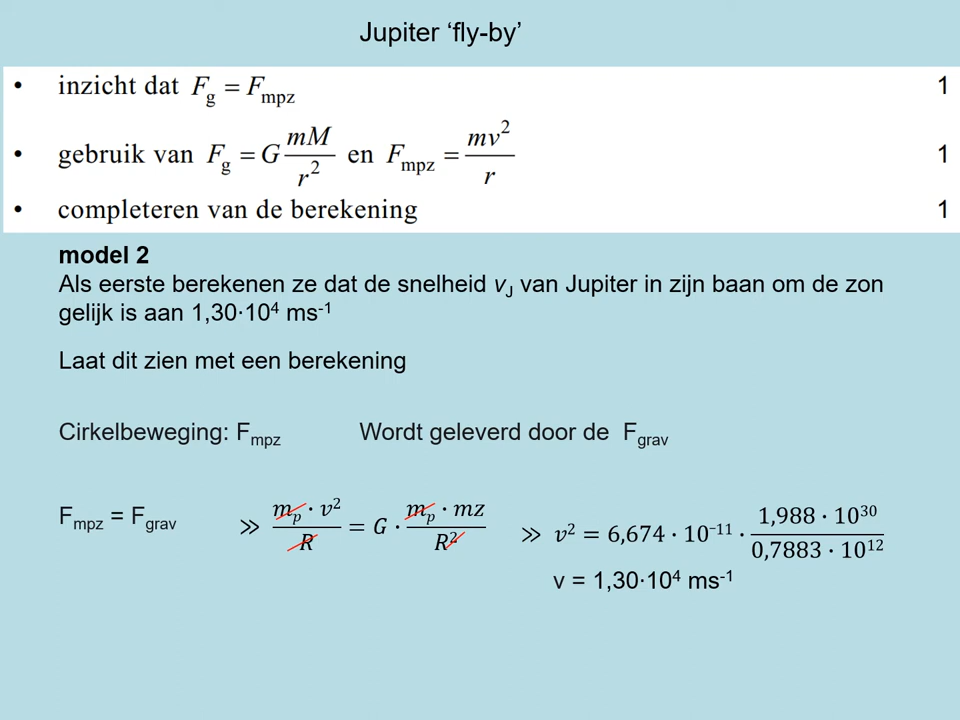 Jupiter ‘fly-by’
• inzicht dat F_g = F_mpz 1
• gebruik van F_g = G mM/r² en F_mpz = mv²/r 1
• completeren van de berekening 1
model 2
Als eerste berekenen ze dat de snelheid v_J van Jupiter in zijn baan om de zon
gelijk is aan 1,30·10⁴ ms⁻¹
Laat dit zien met een berekening
Cirkelbeweging: F_mpz Wordt geleverd door de F_grav
F_mpz = F_grav ≫ m_p · v²/R = G · m_p · mz/R² ≫ v² = 6,674 · 10⁻¹¹ · 1,988 · 10³⁰/0,7883 · 10¹²
v = 1,30·10⁴ ms⁻¹